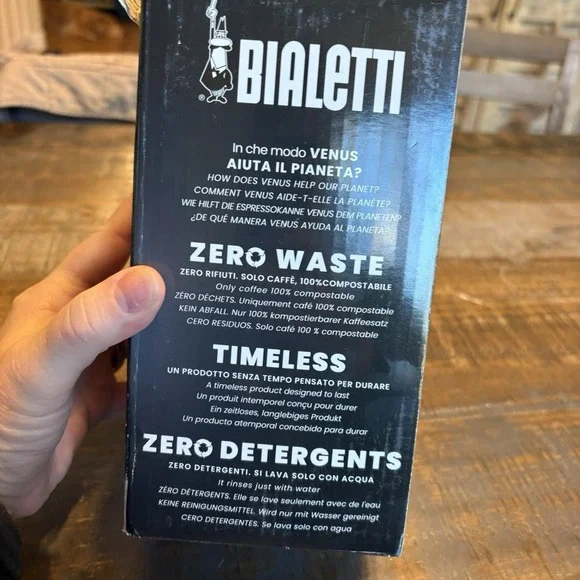 BIALETTI
®
In che modo VENUS
AIUTA IL PIANETA?
HOW DOES VENUS HELP OUR PLANET?
COMMENT VENUS AIDE-T-ELLE LA PLANÈTE?
WIE HILFT DIE ESPRESSOKANNE VENUS DEM PLANETEN?
¿DE QUÉ MANERA VENUS AYUDA AL PLANETA?
ZERO WASTE
ZERO RIFIUTI. SOLO CAFFÈ, 100%COMPOSTABILE
Only coffee 100% compostable
ZÉRO DÉCHETS. Uniquement café 100% compostable
KEIN ABFALL. Nur 100% kompostierbarer Kaffeesatz
CERO RESIDUOS. Solo café 100 % compostable
TIMELESS
UN PRODOTTO SENZA TEMPO PENSATO PER DURARE
A timeless product designed to last
Un produit intemporel conçu pour durer
Ein zeitloses, langlebiges Produkt
Un producto atemporal concebido para durar
ZERO DETERGENTS
ZERO DETERGENTI. SI LAVA SOLO CON ACQUA
It rinses just with water
ZÉRO DÉTERGENTS. Elle se lave seulement avec de l'eau
KEINE REINIGUNGSMITTEL. Wird nur mit Wasser gereinigt
CERO DETERGENTES. Se lava solo con agua